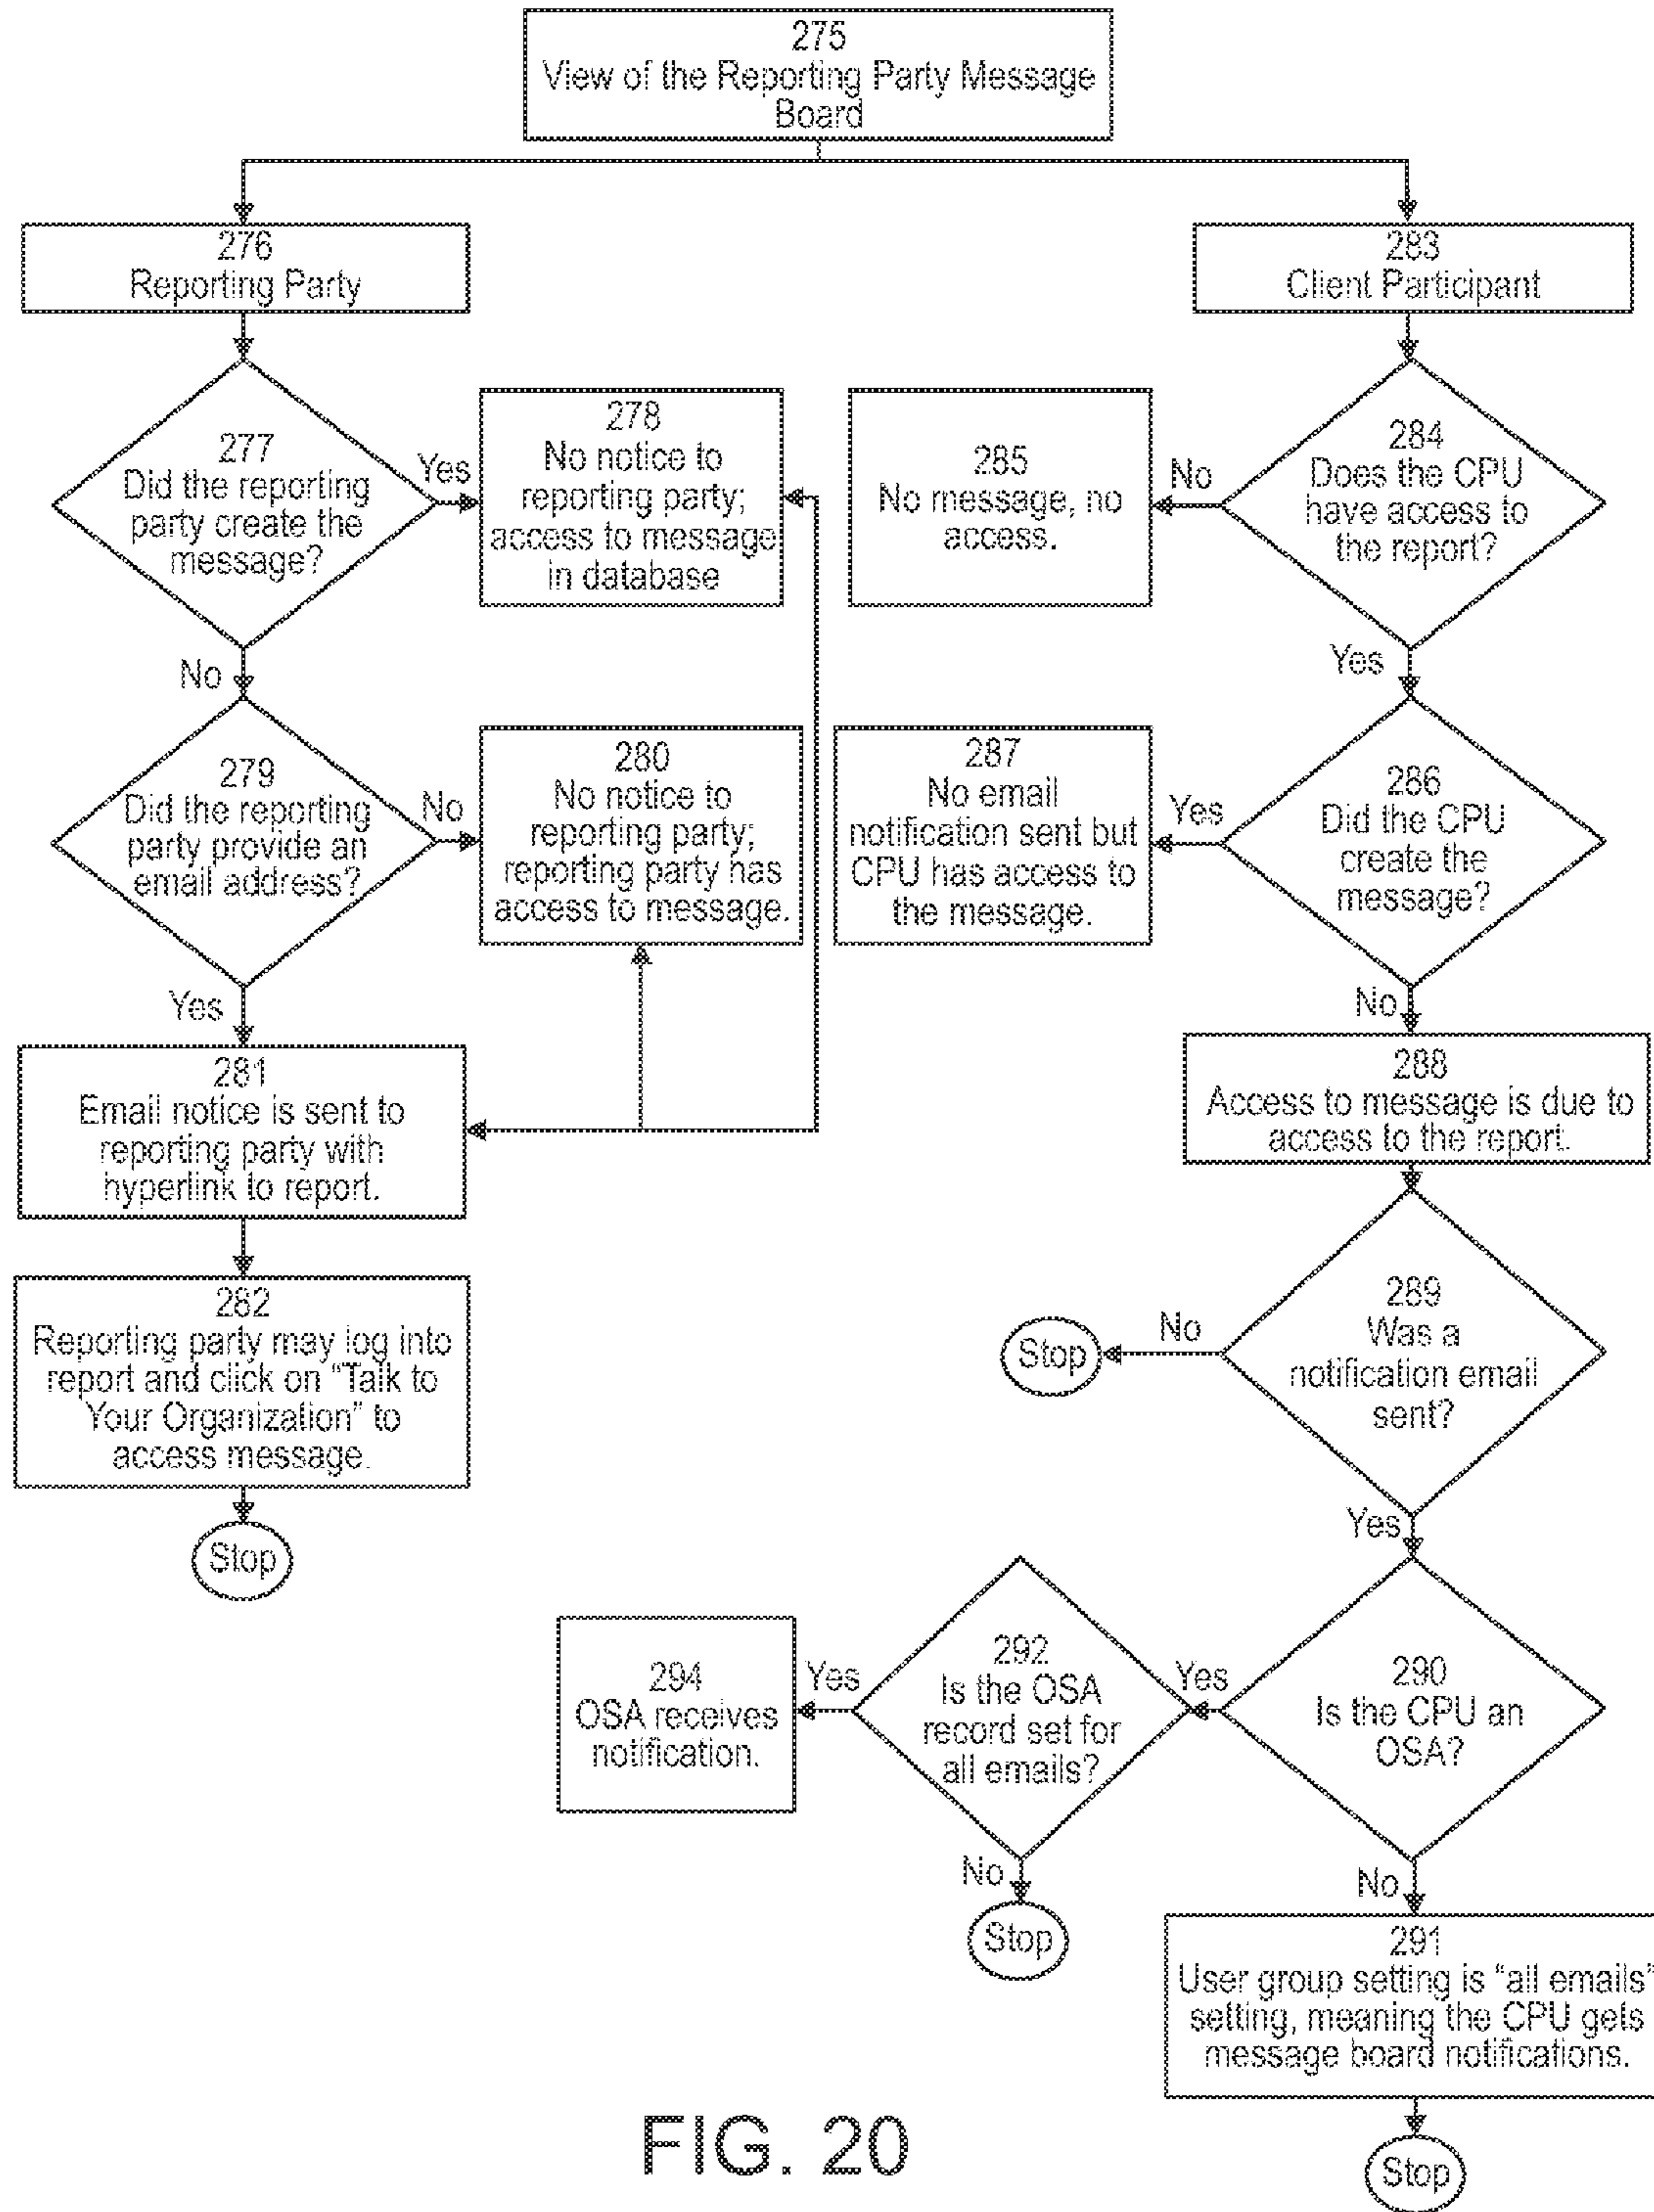 275
View of the Reporting Party Message
Board
276
Reporting Party
277
Did the reporting
party create the
message?
Yes
No
278
No notice to
reporting party;
access to message
in database
279
Did the reporting
party provide an
email address?
No
Yes
280
No notice to
reporting party;
reporting party has
access to message.
281
Email notice is sent to
reporting party with
hyperlink to report.
282
Reporting party may log into
report and click on “Talk to
Your Organization” to
access message.
Stop
283
Client Participant
284
Does the CPU
have access to
the report?
No
Yes
285
No message, no
access.
286
Did the CPU
create the
message?
Yes
No
287
No email
notification sent but
CPU has access to
the message.
288
Access to message is due to
access to the report.
289
Was a
notification email
sent?
No
Stop
Yes
290
Is the CPU an
OSA?
Yes
No
292
Is the OSA
record set for
all emails?
Yes
294
OSA receives
notification.
No
Stop
291
User group setting is “all emails”
setting, meaning the CPU gets
message board notifications.
Stop
FIG. 20